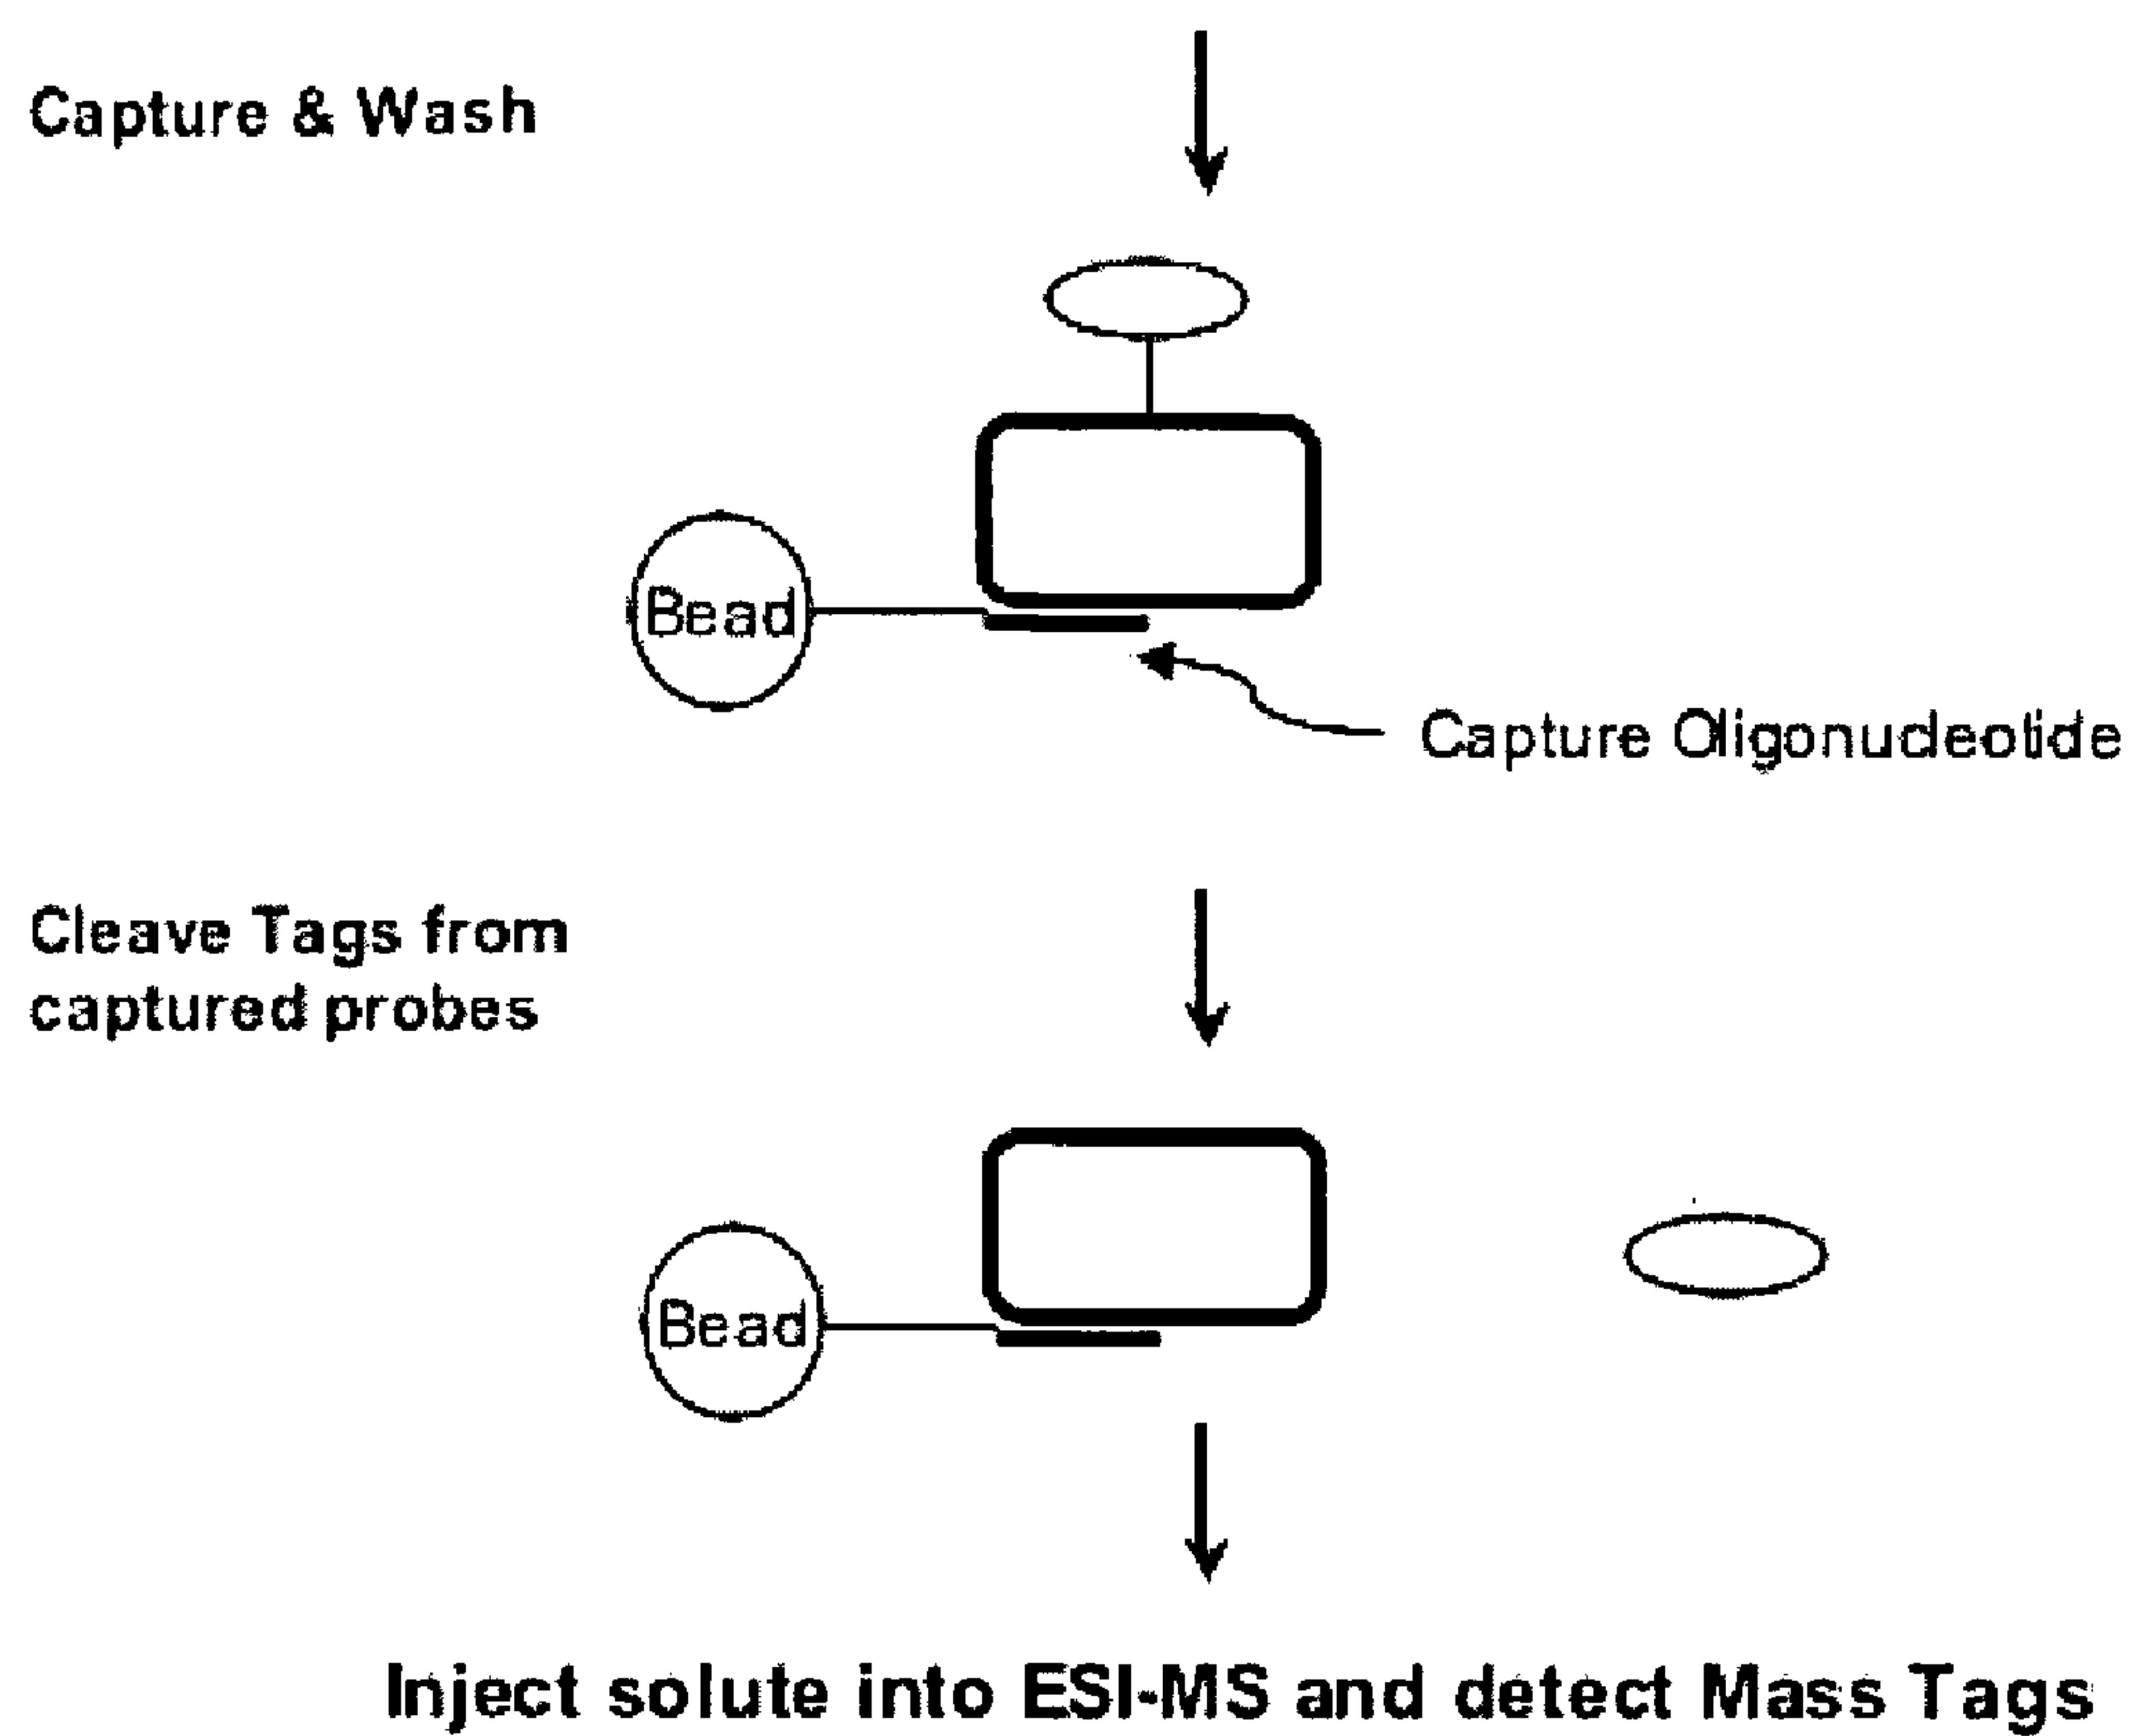 Capture & Wash
Bead
Capture Oligonucleotide
Cleave Tags from
captured probes
Bead
Inject solute into ESI-MS and detect Mass Tags